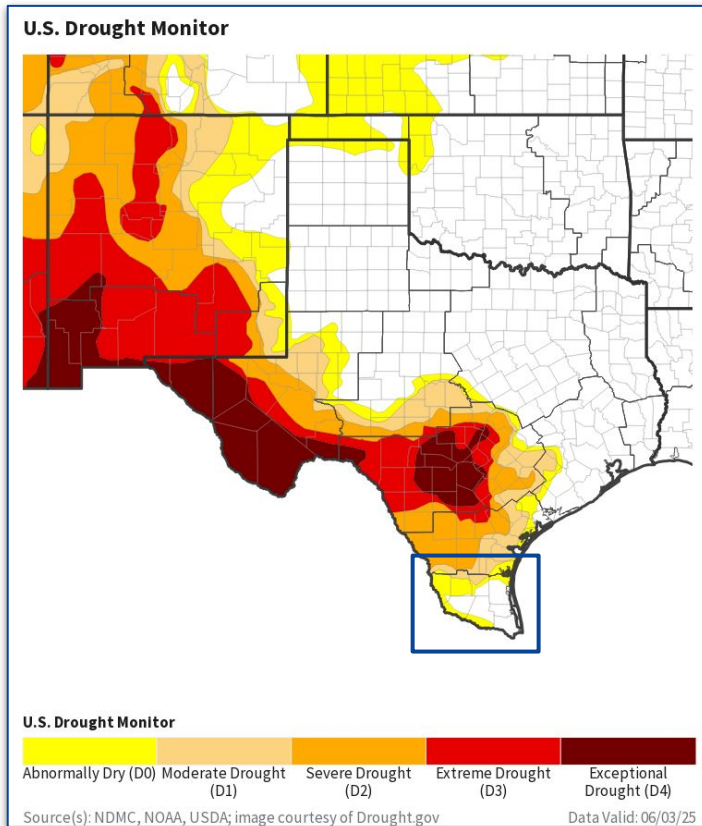 U.S. Drought Monitor
U.S. Drought Monitor
Abnormally Dry (D0)
Moderate Drought
(D1)
Severe Drought
(D2)
Extreme Drought
(D3)
Exceptional
Drought (D4)
Source(s): NDMC, NOAA, USDA; image courtesy of Drought.gov
Data Valid: 06/03/25